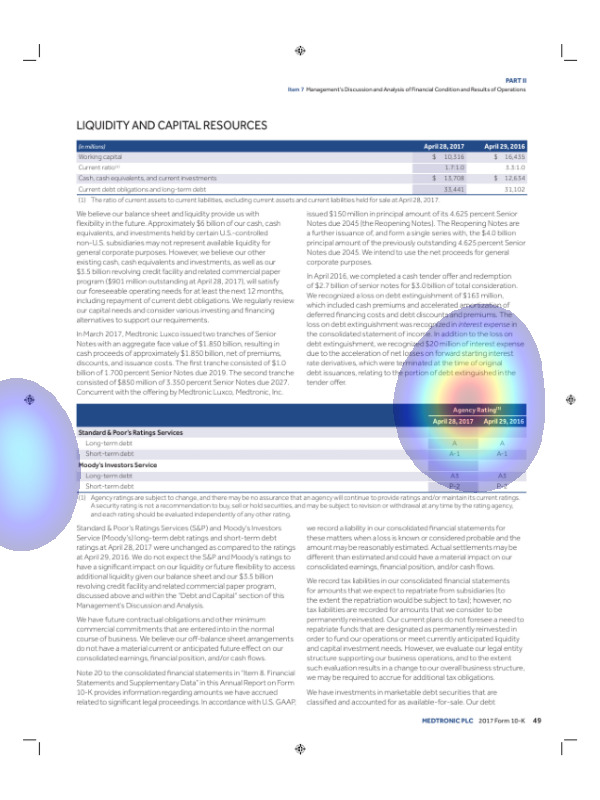 PART II
Item 7 Management's Discussion and Analysis of Financial Condition and Results of Operations
LIQUIDITY AND CAPITAL RESOURCES
(in millions) April 28, 2017 April 29, 2016
Working capital $ 10,316 $ 16,435
Current ratio(1) 1.7:1.0 3.3:1.0
Cash, cash equivalents, and current investments $ 13,708 $ 12,634
Current debt obligations and long-term debt 33,441 31,102
(1) The ratio of current assets to current liabilities, excluding current assets and current liabilities held for sale at April 28, 2017.
We believe our balance sheet and liquidity provide us with
flexibility in the future. Approximately $6 billion of our cash, cash
equivalents, and investments held by certain U.S.-controlled
non-U.S. subsidiaries may not represent available liquidity for
general corporate purposes. However, we believe our other
existing cash, cash equivalents and investments, as well as our
$3.5 billion revolving credit facility and related commercial paper
program ($901 million outstanding at April 28, 2017), will satisfy
our foreseeable operating needs for at least the next 12 months,
including repayment of current debt obligations. We regularly review
our capital needs and consider various investing and financing
alternatives to support our requirements.
In March 2017, Medtronic Luxco issued two tranches of Senior
Notes with an aggregate face value of $1.850 billion, resulting in
cash proceeds of approximately $1.850 billion, net of premiums,
discounts, and issuance costs. The first tranche consisted of $1.0
billion of 1.700 percent Senior Notes due 2019. The second tranche
consisted of $850 million of 3.350 percent Senior Notes due 2027.
Concurrent with the offering by Medtronic Luxco, Medtronic, Inc.
issued $150 million in principal amount of its 4.625 percent Senior
Notes due 2045 (the Reopening Notes). The Reopening Notes are
a further issuance of, and form a single series with, the $4.0 billion
principal amount of the previously outstanding 4.625 percent Senior
Notes due 2045. We intend to use the net proceeds for general
corporate purposes.
In April 2016, we completed a cash tender offer and redemption
of $2.7 billion of senior notes for $3.0 billion of total consideration.
We recognized a loss on debt extinguishment of $163 million,
which included cash premiums and accelerated amortization of
deferred financing costs and debt discounts and premiums. The
loss on debt extinguishment was recognized in interest expense in
the consolidated statement of income. In addition to the loss on
debt extinguishment, we recognized $20 million of interest expense
due to the acceleration of net losses on forward starting interest
rate derivatives, which were terminated at the time of original
debt issuances, relating to the portion of debt extinguished in the
tender offer.
Agency Rating(1)
April 28, 2017 April 29, 2016
Standard & Poor's Ratings Services
Long-term debt A A
Short-term debt A-1 A-1
Moody's Investors Service
Long-term debt A3 A3
Short-term debt P-2 P-2
(1) Agency ratings are subject to change, and there may be no assurance that an agency will continue to provide ratings and/or maintain its current ratings.
A security rating is not a recommendation to buy, sell or hold securities, and may be subject to revision or withdrawal at any time by the rating agency,
and each rating should be evaluated independently of any other rating.
Standard & Poor's Ratings Services (S&P) and Moody's Investors
Service (Moody's) long-term debt ratings and short-term debt
ratings at April 28, 2017 were unchanged as compared to the ratings
at April 29, 2016. We do not expect the S&P and Moody's ratings to
have a significant impact on our liquidity or future flexibility to access
additional liquidity given our balance sheet and our $3.5 billion
revolving credit facility and related commercial paper program,
discussed above and within the "Debt and Capital" section of this
Management's Discussion and Analysis.
We have future contractual obligations and other minimum
commercial commitments that are entered into in the normal
course of business. We believe our off-balance sheet arrangements
do not have a material current or anticipated future effect on our
consolidated earnings, financial position, and/or cash flows.
Note 20 to the consolidated financial statements in "Item 8. Financial
Statements and Supplementary Data" in this Annual Report on Form
10-K provides information regarding amounts we have accrued
related to significant legal proceedings. In accordance with U.S. GAAP,
we record a liability in our consolidated financial statements for
these matters when a loss is known or considered probable and the
amount may be reasonably estimated. Actual settlements may be
different than estimated and could have a material impact on our
consolidated earnings, financial position, and/or cash flows.
We record tax liabilities in our consolidated financial statements
for amounts that we expect to repatriate from subsidiaries (to
the extent the repatriation would be subject to tax); however, no
tax liabilities are recorded for amounts that we consider to be
permanently reinvested. Our current plans do not foresee a need to
repatriate funds that are designated as permanently reinvested in
order to fund our operations or meet currently anticipated liquidity
and capital investment needs. However, we evaluate our legal entity
structure supporting our business operations, and to the extent
such evaluation results in a change to our overall business structure,
we may be required to accrue for additional tax obligations.
We have investments in marketable debt securities that are
classified and accounted for as available-for-sale. Our debt
MEDTRONIC PLC 2017 Form 10-K 49